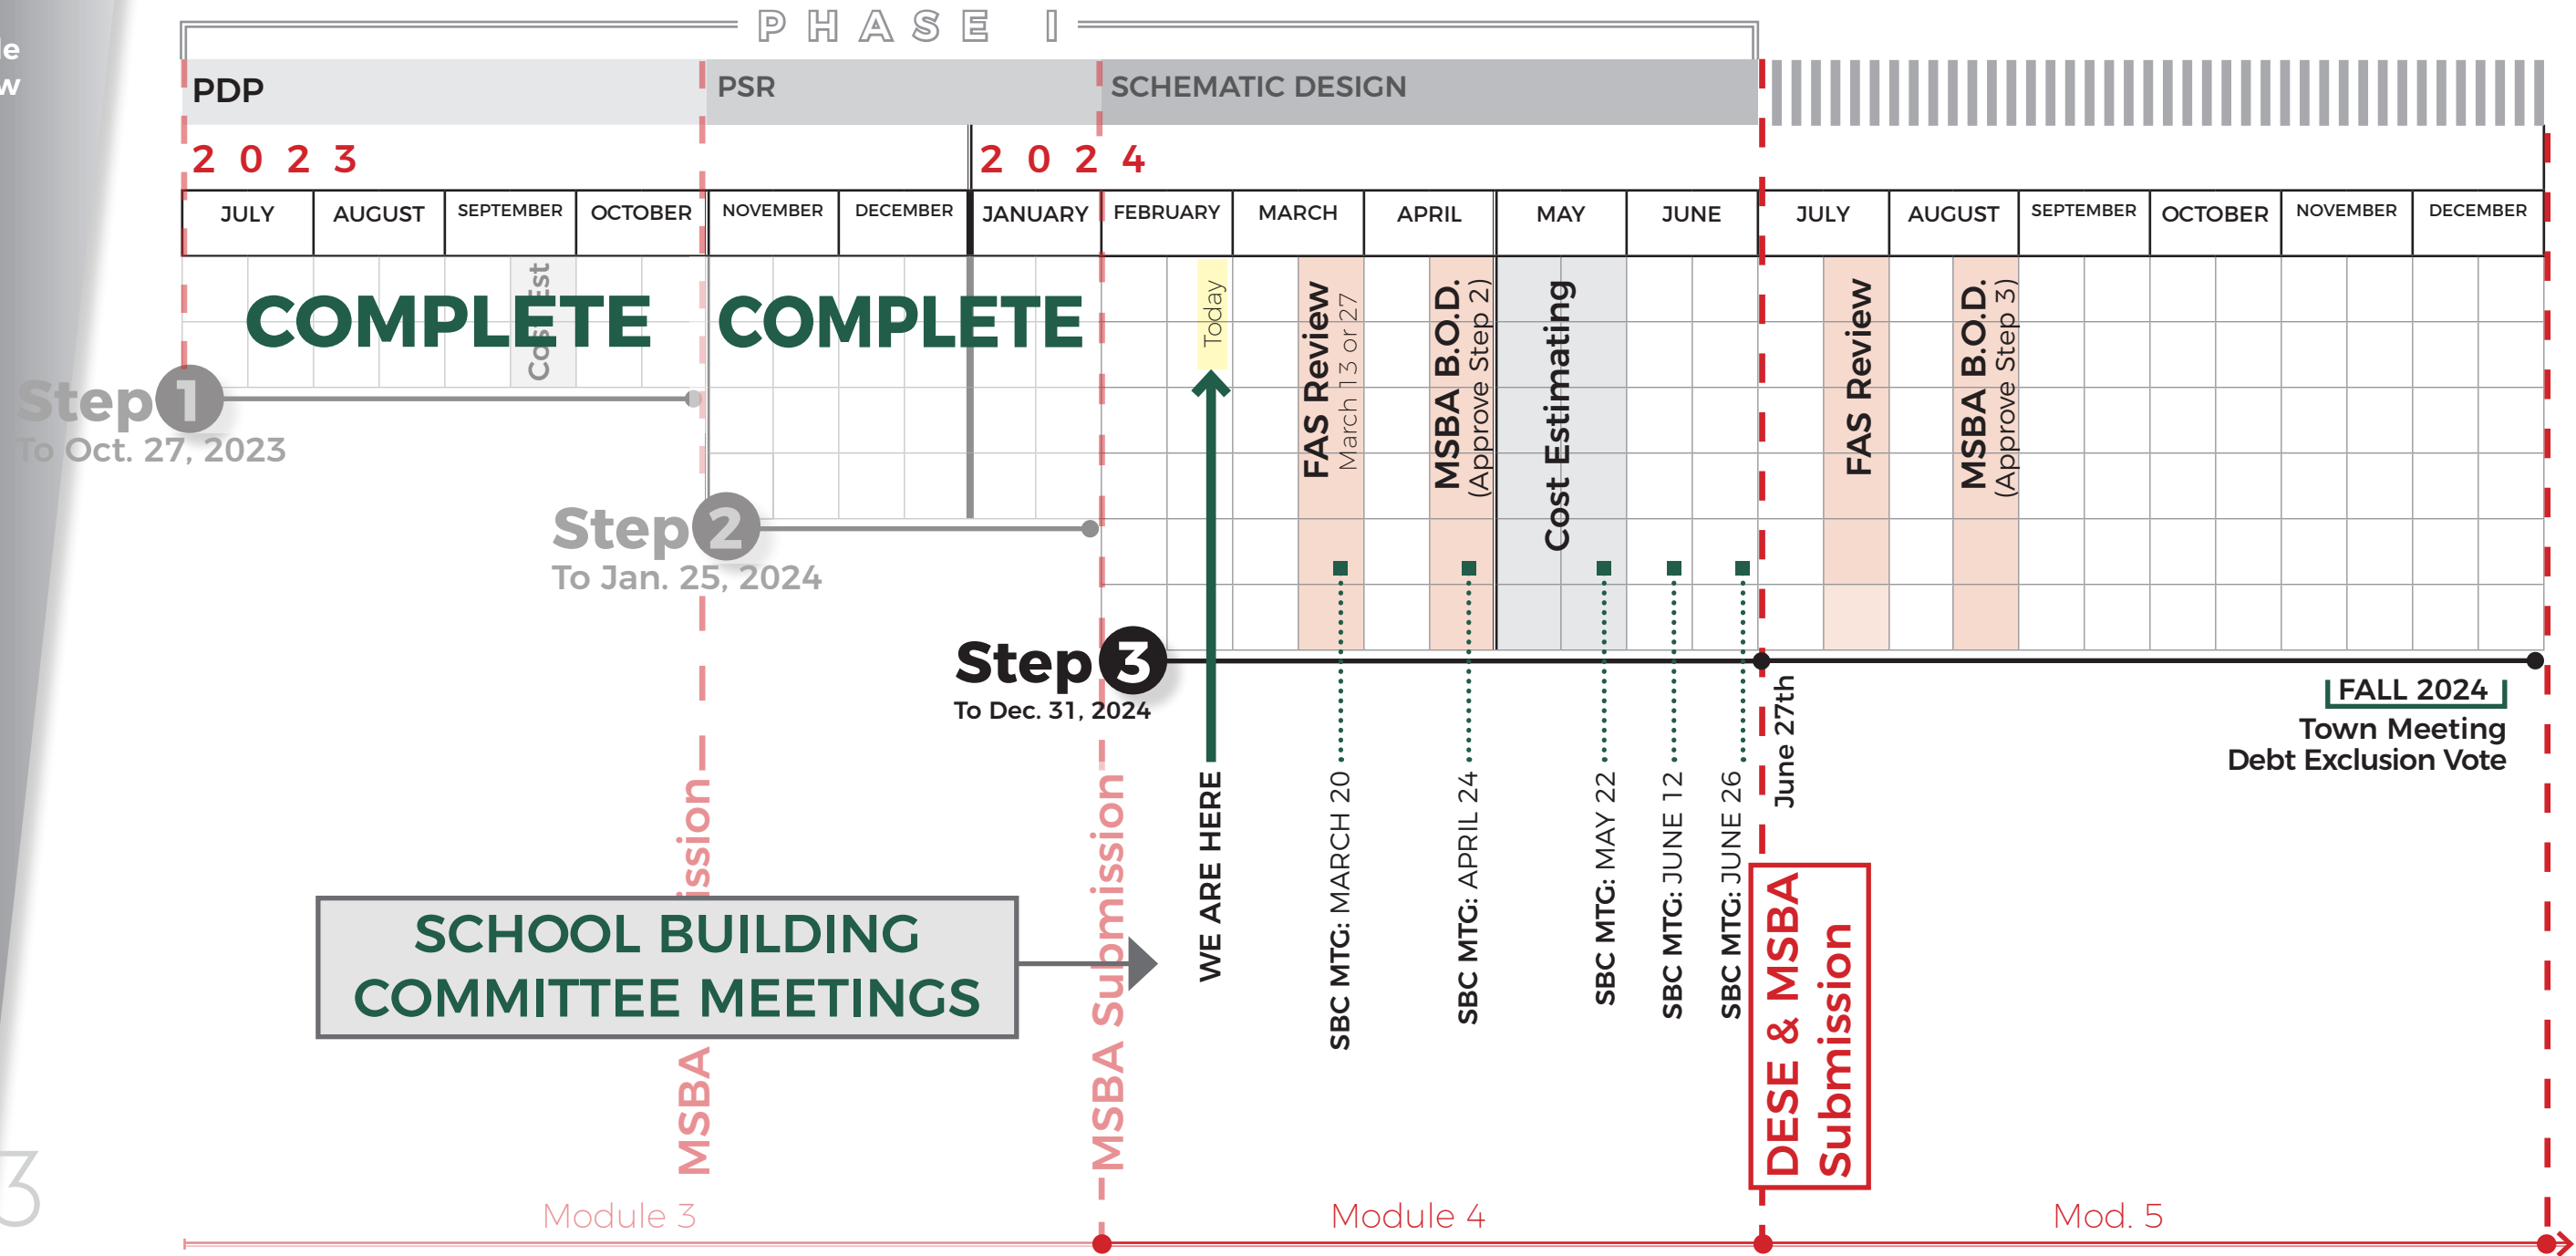 PHASE I
PDP
PSR
SCHEMATIC DESIGN
2023
2024
JULY
AUGUST
SEPTEMBER
OCTOBER
NOVEMBER
DECEMBER
JANUARY
FEBRUARY
MARCH
APRIL
MAY
JUNE
JULY
AUGUST
SEPTEMBER
OCTOBER
NOVEMBER
DECEMBER
COMPLETE
COMPLETE
Today
FAS Review
March 13 or 27
MSBA B.O.D.
(Approve Step 2)
Cost Estimating
FAS Review
MSBA B.O.D.
(Approve Step 3)
Step 1
To Oct. 27, 2023
Step 2
To Jan. 25, 2024
Step 3
To Dec. 31, 2024
June 27th
FALL 2024
Town Meeting
Debt Exclusion Vote
WE ARE HERE
SBC MTG: MARCH 20
SBC MTG: APRIL 24
SBC MTG: MAY 22
SBC MTG: JUNE 12
SBC MTG: JUNE 26
DESE & MSBA
Submission
MSBA
MSBA Submission
SCHOOL BUILDING
COMMITTEE MEETINGS
Module 3
Module 4
Mod. 5
3